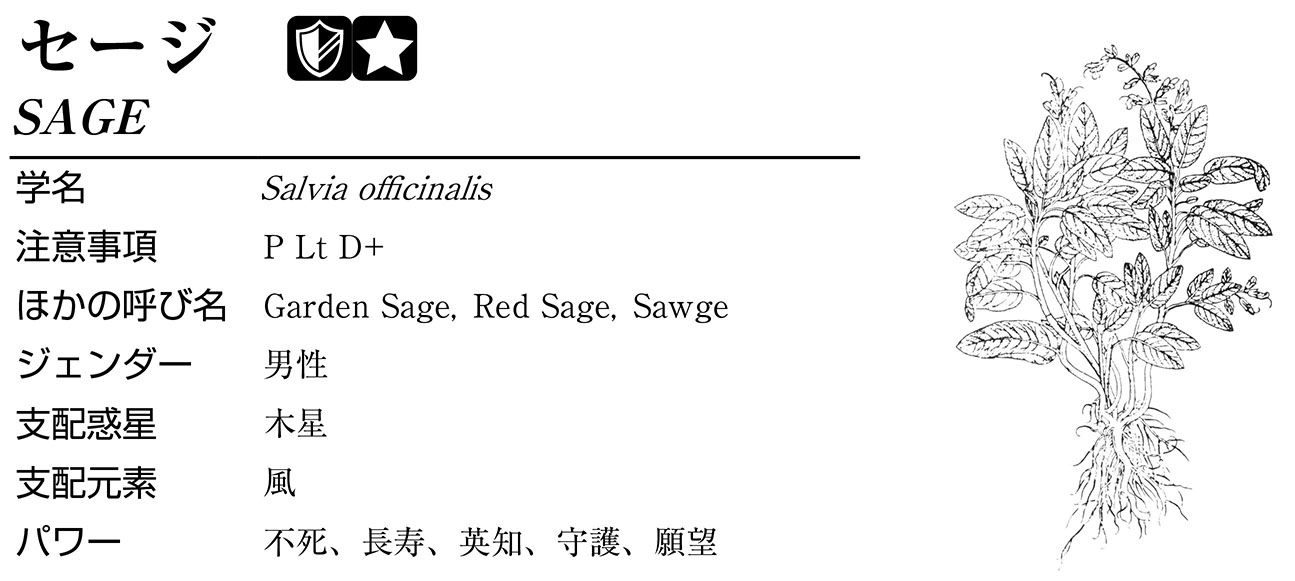 セージ
SAGE
学名 Salvia officinalis
注意事項 P Lt D+
ほかの呼び名 Garden Sage, Red Sage, Sawge
ジェンダー 男性
支配惑星 木星
支配元素 風
パワー 不死、長寿、英知、守護、願望